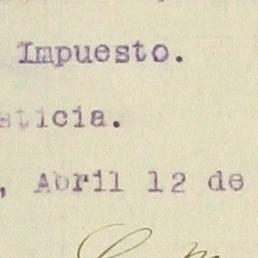 Impuesto.
sticia.
, Abril 12 de